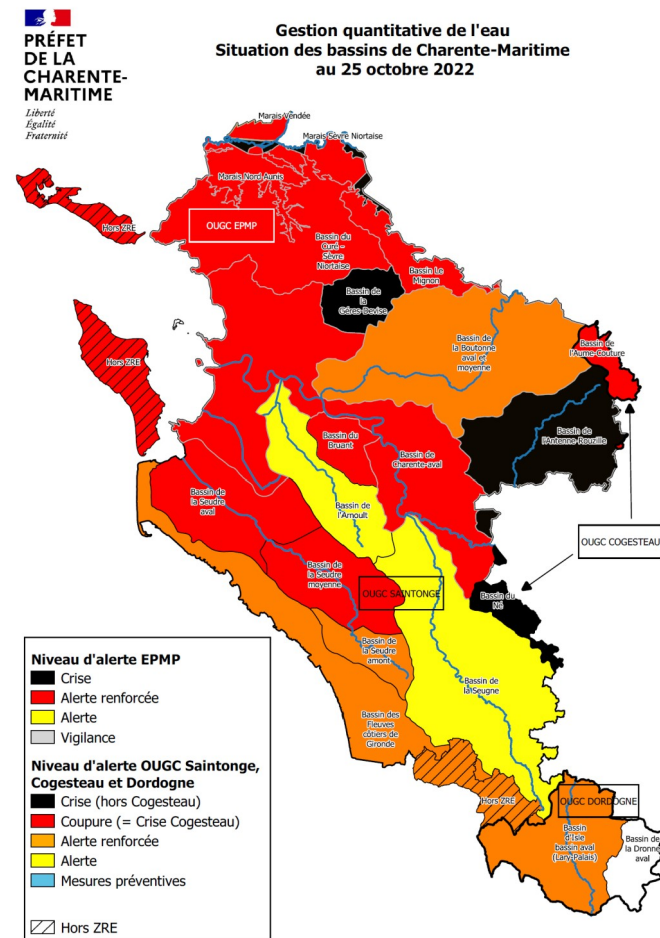 PRÉFET
DE LA
CHARENTE-
MARITIME
Liberté
Égalité
Fraternité
Gestion quantitative de l'eau
Situation des bassins de Charente-Maritime
au 25 octobre 2022
Marais Vendée
Marais Sèvre Niortaise
Marais Nord Aunis
Hors ZRE
OUGC EPMP
Bassin du
Curé -
Sèvre
Niortaise
Bassin Le
Mignon
Bassin de
la
Gères-Devise
Bassin de
la Boutonne
aval et
moyenne
Bassin de
l'Aume-Couture
Hors ZRE
Bassin du
Bruant
Bassin de
Charente-aval
Bassin de
l'Antenne-Rouzille
Bassin de
la Seudre
aval
Bassin de
l'Arnoult
OUGC COGESTEAU
Bassin de
la Seudre
moyenne
OUGC SAINTONGE
Bassin du
Né
Bassin de
la Seudre
amont
Bassin de
la Seugne
Bassin des
Fleuves
côtiers de
Gironde
Hors ZRE
OUGC DORDOGNE
Bassin
d'Isle
bassin aval
(Lary-Palais)
Bassin de
la Dronne
aval
Niveau d'alerte EPMP
Crise
Alerte renforcée
Alerte
Vigilance
Niveau d'alerte OUGC Saintonge,
Cogesteau et Dordogne
Crise (hors Cogesteau)
Coupure (= Crise Cogesteau)
Alerte renforcée
Alerte
Mesures préventives
Hors ZRE